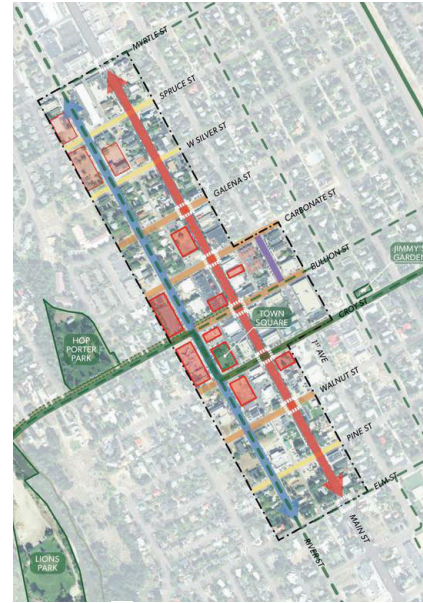 MYRTLE ST
SPRUCE ST
W SILVER ST
GALENA ST
CARBONATE ST
BULLION ST
JIMMY'S
GARDEN
CROY ST
TOWN
SQUARE
HOP
PORTER
PARK
1ST AVE
WALNUT ST
PINE ST
ELM ST
MAIN ST
RIVER ST
LIONS
PARK